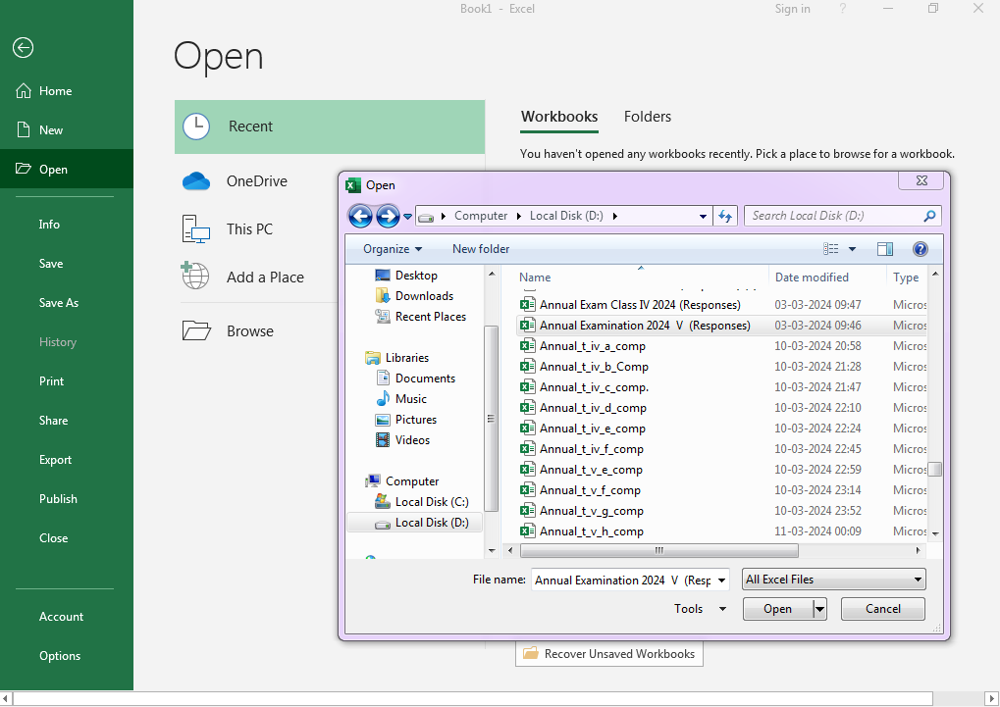 Book1 - Excel
Sign in
?
Open
Home
New
Open
Info
Save
Save As
History
Print
Share
Export
Publish
Close
Account
Options
Recent
OneDrive
This PC
Add a Place
Browse
Workbooks Folders
You haven't opened any workbooks recently. Pick a place to browse for a workbook.
Open
Computer Local Disk (D:)
Search Local Disk (D:)
Organize New folder
Desktop
Downloads
Recent Places
Libraries
Documents
Music
Pictures
Videos
Computer
Local Disk (C:)
Local Disk (D:)
Name Date modified Type
Annual Exam Class IV 2024 (Responses) 03-03-2024 09:47 Micros
Annual Examination 2024 V (Responses) 03-03-2024 09:46 Micros
Annual_t_iv_a_comp 10-03-2024 20:58 Micros
Annual_t_iv_b_Comp 10-03-2024 21:28 Micros
Annual_t_iv_c_comp. 10-03-2024 21:47 Micros
Annual_t_iv_d_comp 10-03-2024 22:10 Micros
Annual_t_iv_e_comp 10-03-2024 22:24 Micros
Annual_t_iv_f_comp 10-03-2024 22:45 Micros
Annual_t_v_e_comp 10-03-2024 22:59 Micros
Annual_t_v_f_comp 10-03-2024 23:14 Micros
Annual_t_v_g_comp 10-03-2024 23:52 Micros
Annual_t_v_h_comp 11-03-2024 00:09 Micros
File name: Annual Examination 2024 V (Resp All Excel Files
Tools Open Cancel
Recover Unsaved Workbooks